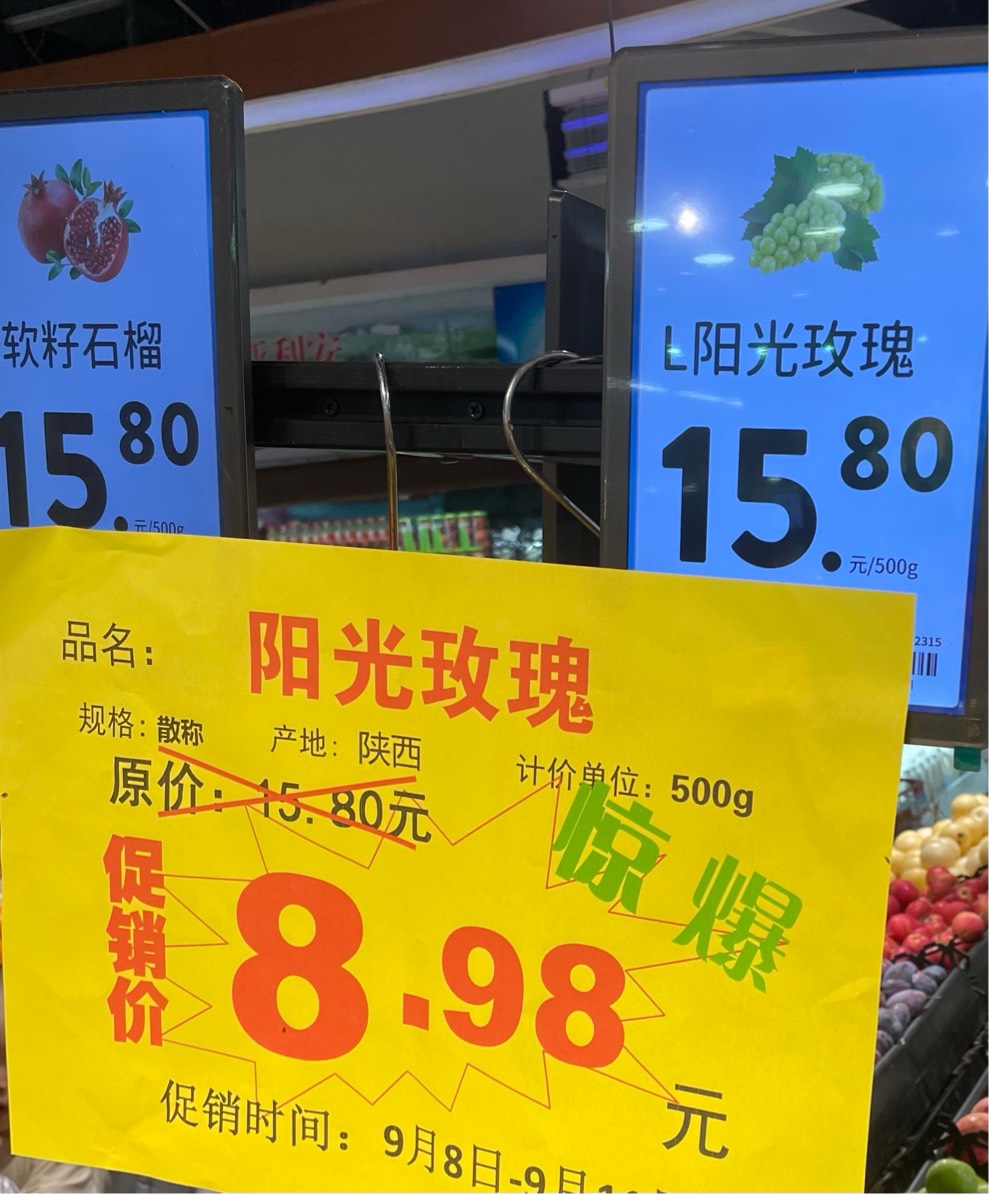 软籽石榴
15.80
元/500g
L阳光玫瑰
15.80
元/500g
2315
品名：阳光玫瑰
规格：散称 产地：陕西 计价单位：500g
原价：15.80元
惊爆
促销价
8.98
元
促销时间：9月8日-9月